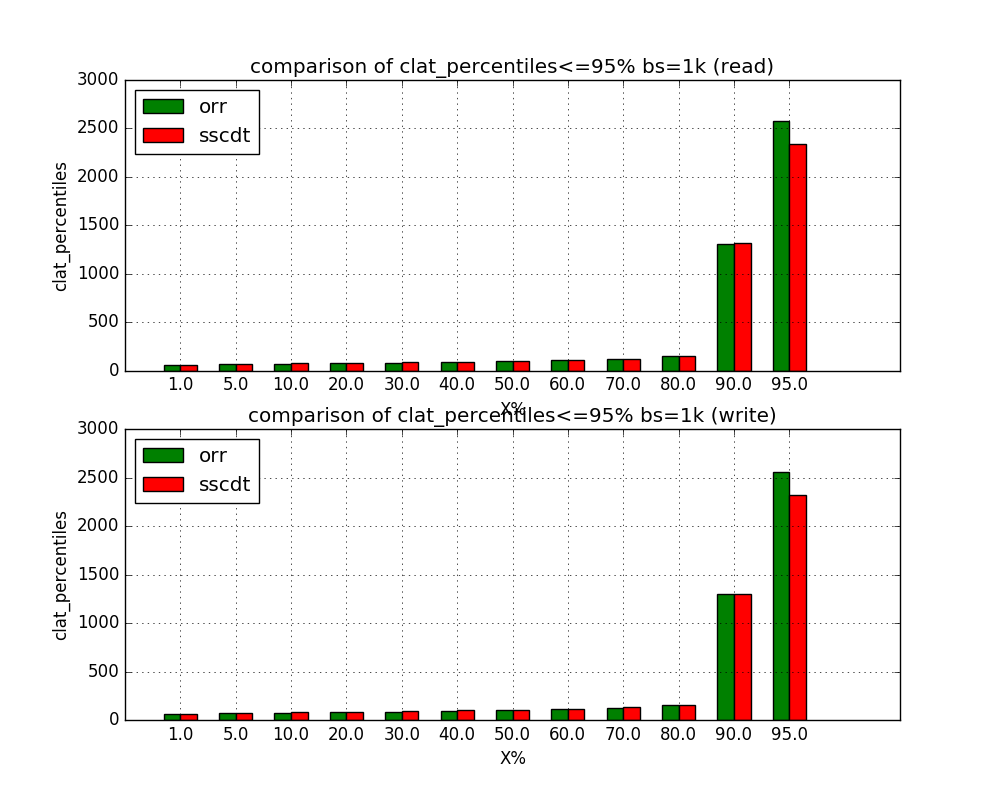 comparison of clat_percentiles<=95% bs=1k (read)
3000
2500
2000
1500
1000
500
0
clat_percentiles
orr
sscdt
1.0 5.0 10.0 20.0 30.0 40.0 50.0 60.0 70.0 80.0 90.0 95.0
X%
comparison of clat_percentiles<=95% bs=1k (write)
3000
2500
2000
1500
1000
500
0
clat_percentiles
orr
sscdt
1.0 5.0 10.0 20.0 30.0 40.0 50.0 60.0 70.0 80.0 90.0 95.0
X%